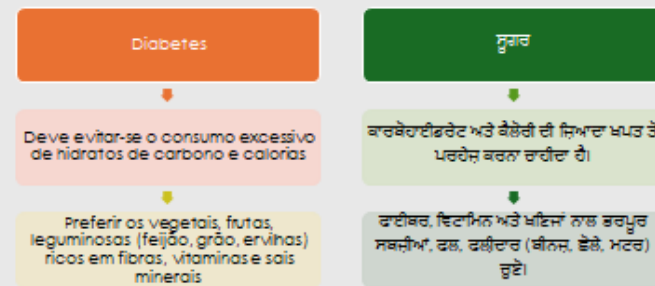 Diabetes
Deve evitar-se o consumo excessivo
de hidratos de carbono e calorias
Preferir os vegetais, frutas,
leguminosas (feijão, grão, ervilhas)
ricos em fibras, vitaminas e sais
minerais
ਸ਼ੂਗਰ
ਕਾਰਬੋਹਾਈਡਰੇਟ ਅਤੇ ਕੈਲੋਰੀ ਦੀ ਜ਼ਿਆਦਾ ਖਪਤ ਤੋਂ
ਪਰਹੇਜ਼ ਕਰਨਾ ਚਾਹੀਦਾ ਹੈ।
ਫਾਈਬਰ, ਵਿਟਾਮਿਨ ਅਤੇ ਖਣਿਜਾਂ ਨਾਲ ਭਰਪੂਰ
ਸਬਜ਼ੀਆਂ, ਫਲ, ਫਲ਼ੀਦਾਰ (ਬੀਨਜ਼, ਛੋਲੇ, ਮਟਰ)
ਚੁਣੋ।